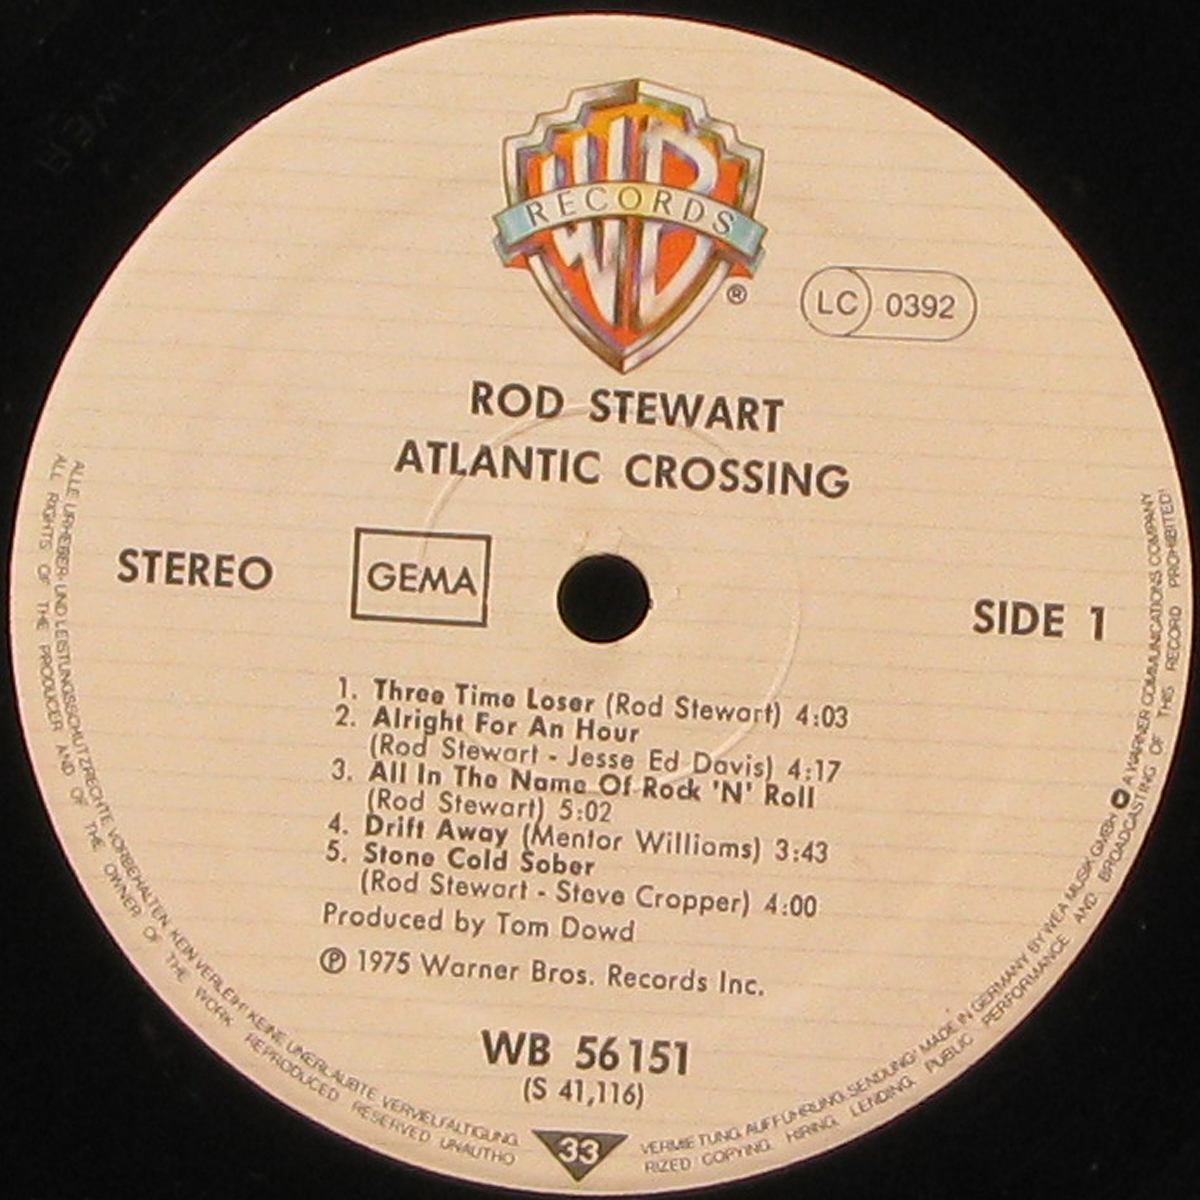 WB
RECORDS
®
LC 0392
ROD STEWART
ATLANTIC CROSSING
STEREO
GEMA
SIDE 1
1. Three Time Loser (Rod Stewart) 4:03
2. Alright For An Hour
(Rod Stewart - Jesse Ed Davis) 4:17
3. All In The Name Of Rock 'N' Roll
(Rod Stewart) 5:02
4. Drift Away (Mentor Williams) 3:43
5. Stone Cold Sober
(Rod Stewart - Steve Cropper) 4:00
Produced by Tom Dowd
℗ 1975 Warner Bros. Records Inc.
WB 56 151
(S 41,116)
33
ALLE URHEBER- UND LEISTUNGSSCHUTZRECHTE VORBEHALTEN. KEIN VERLEIH! KEINE UNERLAUBTE VERVIELFÄLTIGUNG, VERMIETUNG, AUFFÜHRUNG, SENDUNG! MADE IN GERMANY BY WEA MUSIK GMBH A WARNER COMMUNICATIONS COMPANY
ALL RIGHTS OF THE PRODUCER AND OF THE OWNER OF THE WORK REPRODUCED RESERVED UNAUTHORIZED COPYING, HIRING, LENDING, PUBLIC PERFORMANCE AND BROADCASTING OF THIS RECORD PROHIBITED!